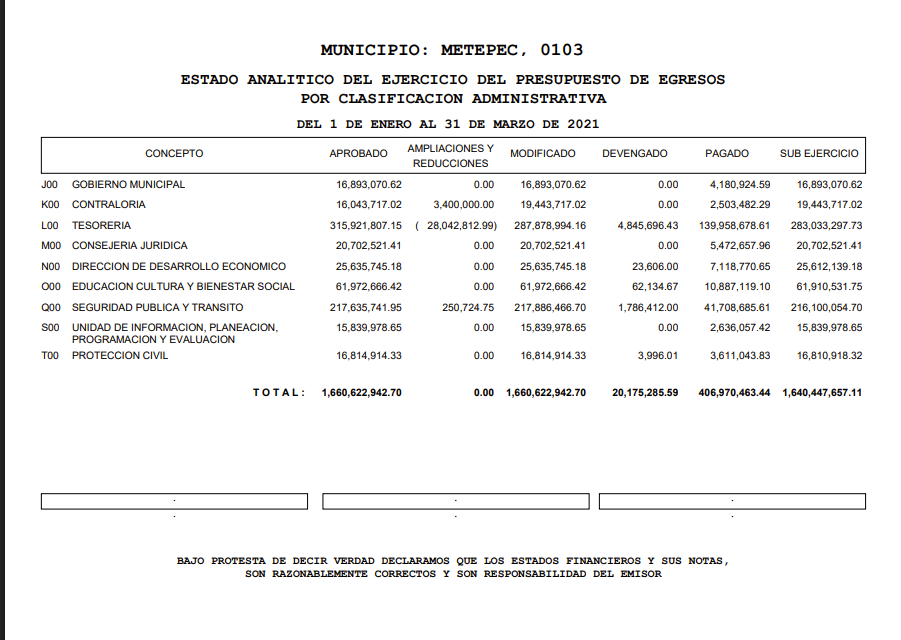 MUNICIPIO: METEPEC, 0103
ESTADO ANALITICO DEL EJERCICIO DEL PRESUPUESTO DE EGRESOS
POR CLASIFICACION ADMINISTRATIVA
DEL 1 DE ENERO AL 31 DE MARZO DE 2021
CONCEPTO APROBADO AMPLIACIONES Y REDUCCIONES MODIFICADO DEVENGADO PAGADO SUB EJERCICIO
J00 GOBIERNO MUNICIPAL 16,893,070.62 0.00 16,893,070.62 0.00 4,180,924.59 16,893,070.62
K00 CONTRALORIA 16,043,717.02 3,400,000.00 19,443,717.02 0.00 2,503,482.29 19,443,717.02
L00 TESORERIA 315,921,807.15 ( 28,042,812.99) 287,878,994.16 4,845,696.43 139,958,678.61 283,033,297.73
M00 CONSEJERIA JURIDICA 20,702,521.41 0.00 20,702,521.41 0.00 5,472,657.96 20,702,521.41
N00 DIRECCION DE DESARROLLO ECONOMICO 25,635,745.18 0.00 25,635,745.18 23,606.00 7,118,770.65 25,612,139.18
O00 EDUCACION CULTURA Y BIENESTAR SOCIAL 61,972,666.42 0.00 61,972,666.42 62,134.67 10,887,119.10 61,910,531.75
Q00 SEGURIDAD PUBLICA Y TRANSITO 217,635,741.95 250,724.75 217,886,466.70 1,786,412.00 41,708,685.61 216,100,054.70
S00 UNIDAD DE INFORMACION, PLANEACION, 15,839,978.65 0.00 15,839,978.65 0.00 2,636,057.42 15,839,978.65
PROGRAMACION Y EVALUACION
T00 PROTECCION CIVIL 16,814,914.33 0.00 16,814,914.33 3,996.01 3,611,043.83 16,810,918.32
TOTAL: 1,660,622,942.70 0.00 1,660,622,942.70 20,175,285.59 406,970,463.44 1,640,447,657.11
BAJO PROTESTA DE DECIR VERDAD DECLARAMOS QUE LOS ESTADOS FINANCIEROS Y SUS NOTAS,
SON RAZONABLEMENTE CORRECTOS Y SON RESPONSABILIDAD DEL EMISOR